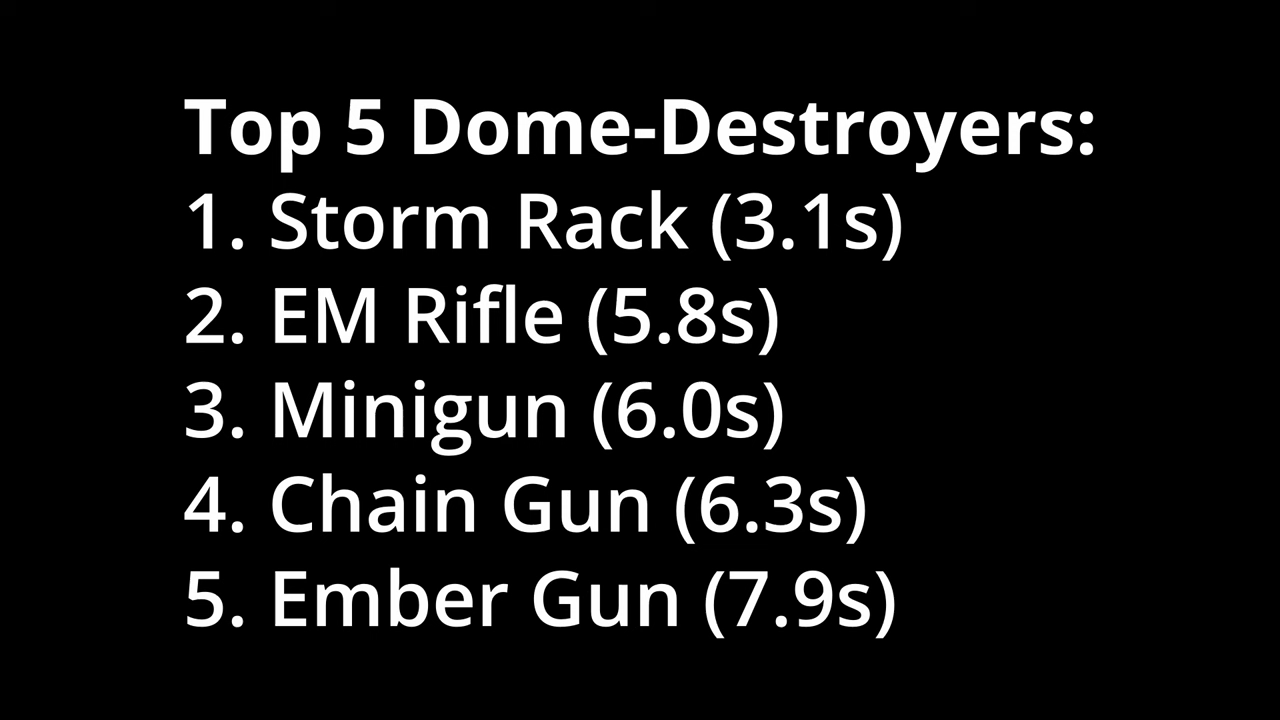 Top 5 Dome-Destroyers:
1. Storm Rack (3.1s)
2. EM Rifle (5.8s)
3. Minigun (6.0s)
4. Chain Gun (6.3s)
5. Ember Gun (7.9s)